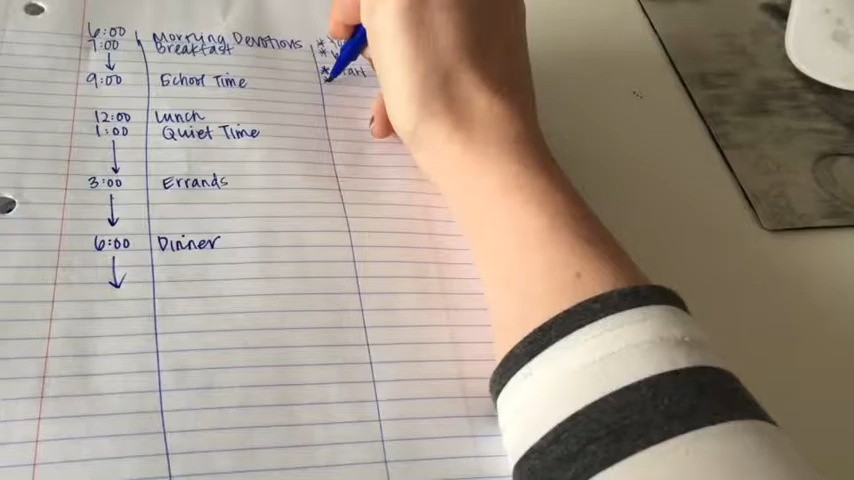 6:00 Morning Devotions
7:00 Breakfast
9:00 School Time
12:00 Lunch
1:00 Quiet Time
3:00 Errands
6:00 Dinner